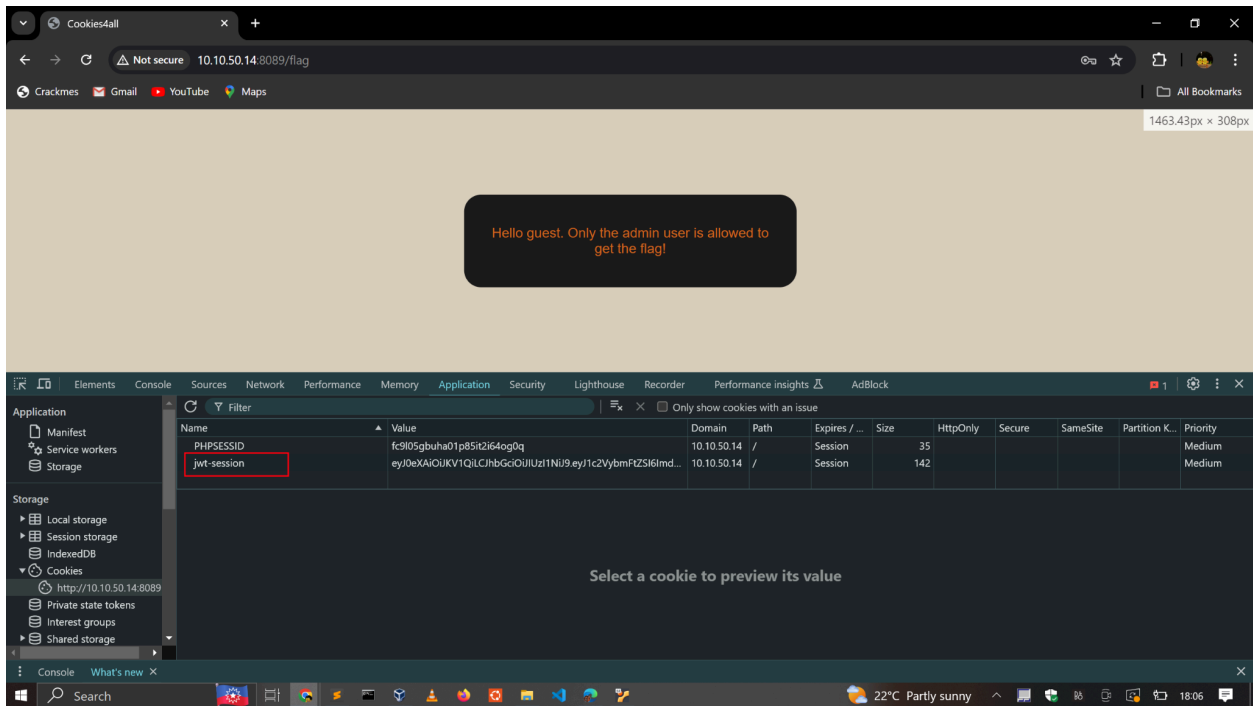 Cookies4all
Not secure 10.10.50.14:8089/flag
Crackmes Gmail YouTube Maps All Bookmarks
1463.43px × 308px
Hello guest. Only the admin user is allowed to
get the flag!
Elements Console Sources Network Performance Memory Application Security Lighthouse Recorder Performance insights AdBlock 1
Application
Filter Only show cookies with an issue
Manifest
Service workers
Storage
Name Value Domain Path Expires / ... Size HttpOnly Secure SameSite Partition K... Priority
PHPSESSID fc9l05gbuha01p85it2i64og0q 10.10.50.14 / Session 35 Medium
jwt-session eyJ0eXAiOiJKV1QiLCJhbGciOiJIUzI1NiJ9.eyJ1c2VybmFtZSI6Imd... 10.10.50.14 / Session 142 Medium
Storage
Local storage
Session storage
IndexedDB
Cookies
http://10.10.50.14:8089
Private state tokens
Interest groups
Shared storage
Select a cookie to preview its value
Console What's new
Search 22°C Partly sunny 18:06